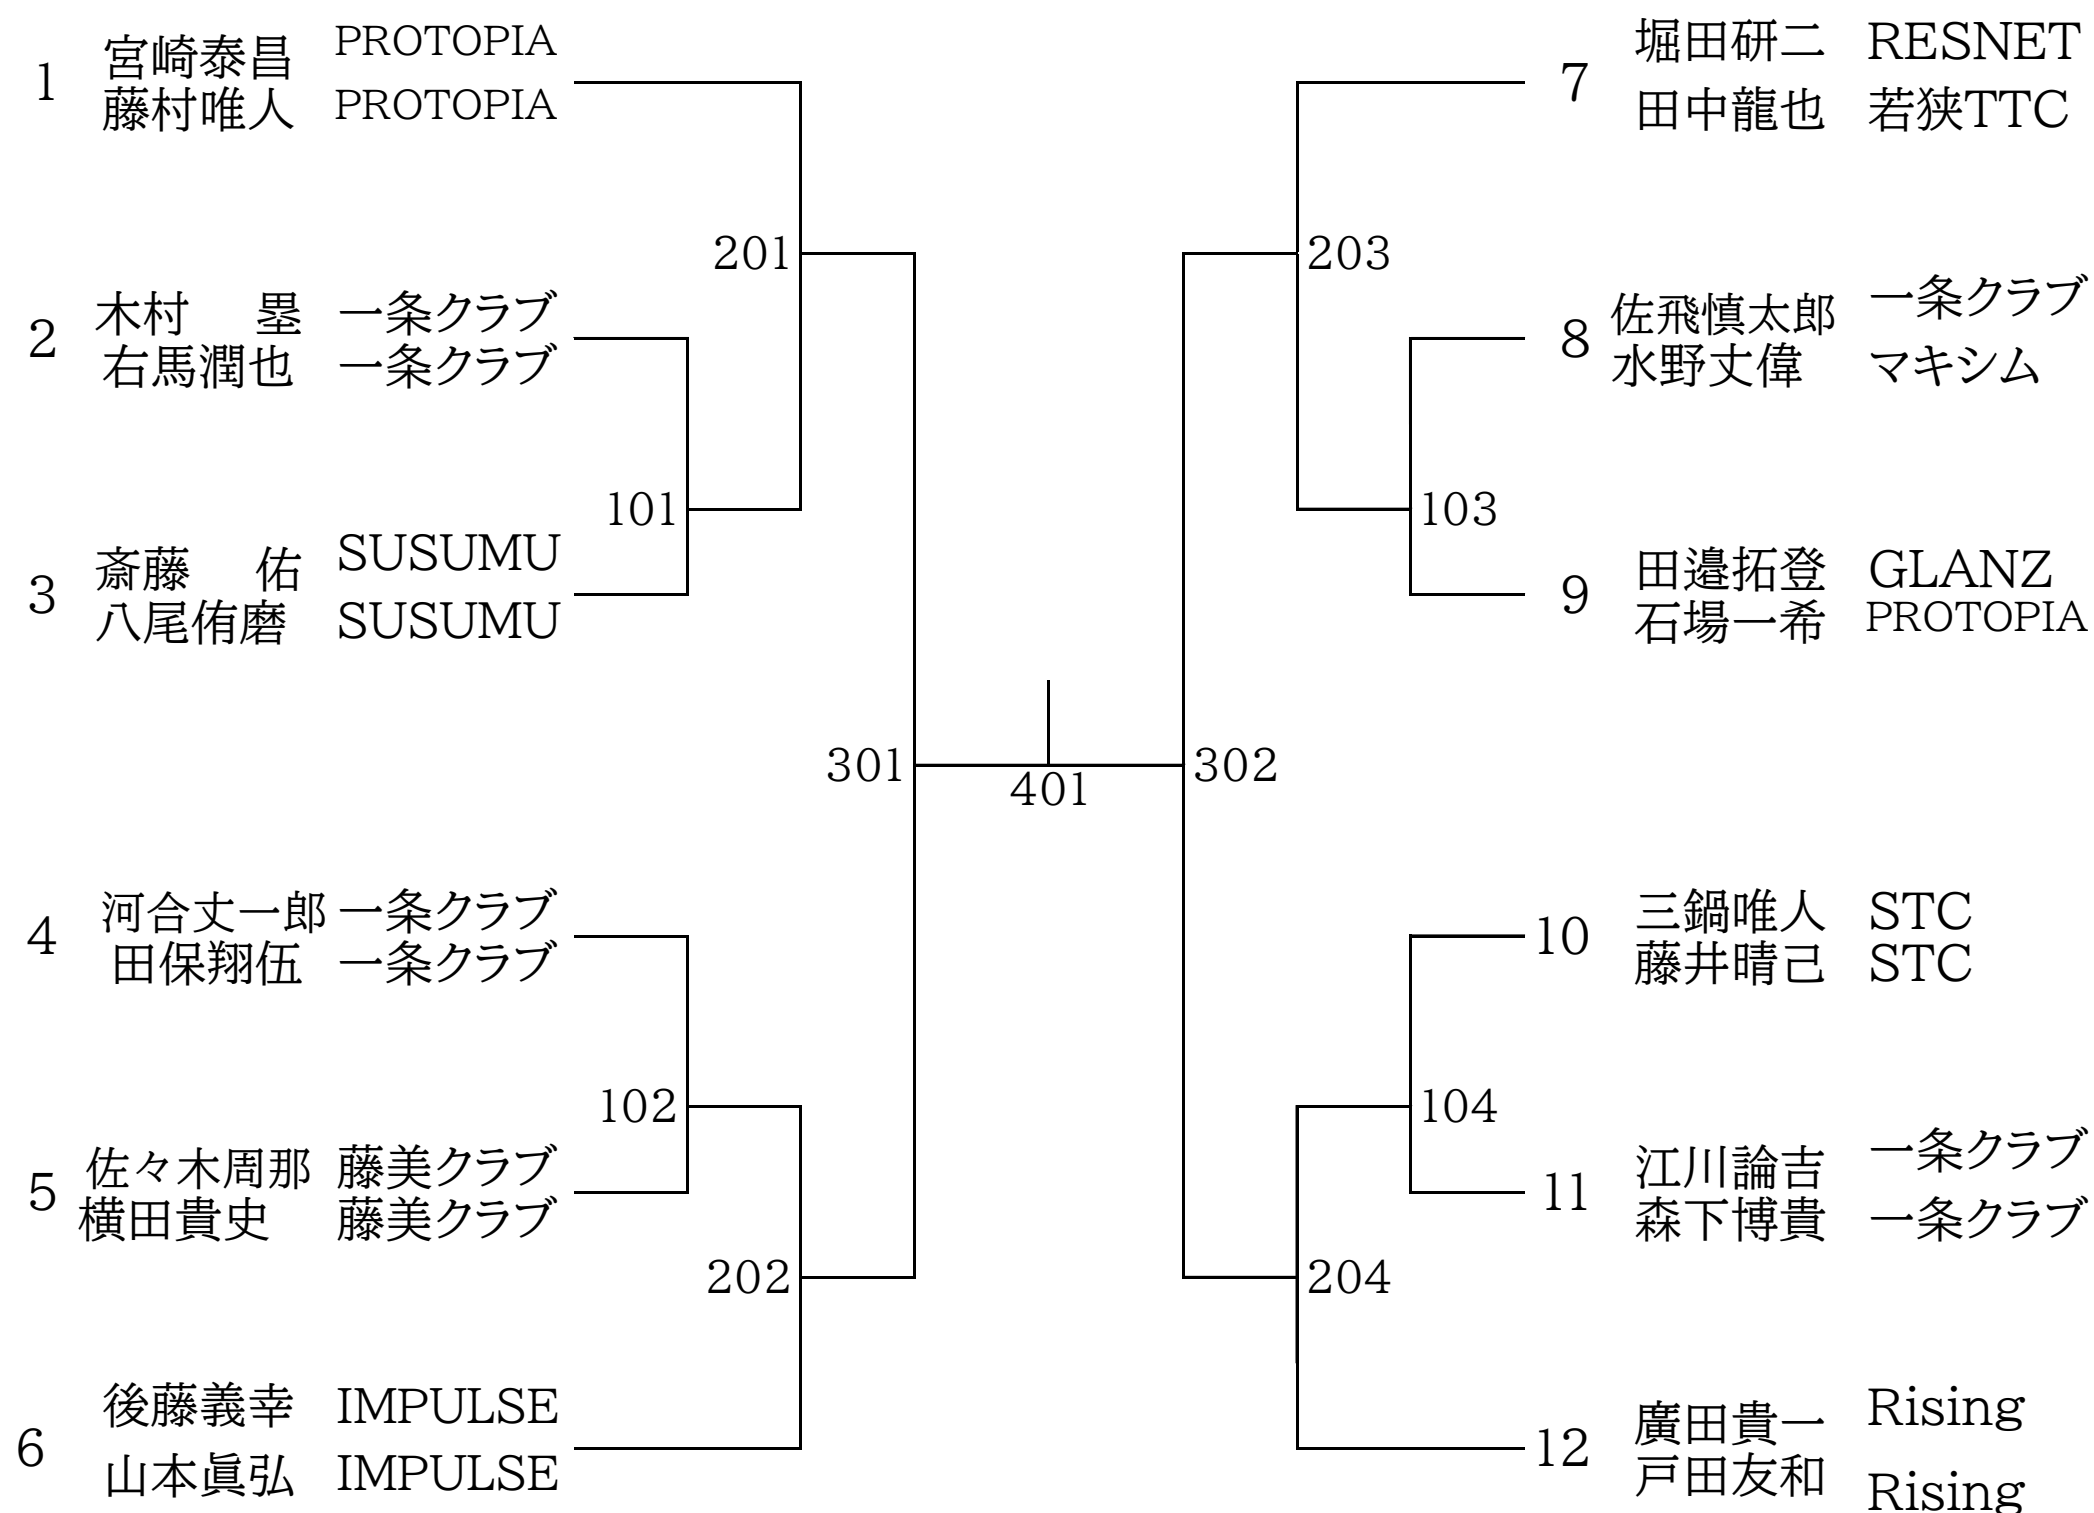 1 宮崎泰昌 PROTOPIA
藤村唯人 PROTOPIA
201
2 木村 塁 一条クラブ
右馬潤也 一条クラブ
101
3 斎藤 佑 SUSUMU
八尾侑磨 SUSUMU
301
4 河合丈一郎 一条クラブ
田保翔伍 一条クラブ
102
5 佐々木周那 藤美クラブ
横田貴史 藤美クラブ
202
6 後藤義幸 IMPULSE
山本眞弘 IMPULSE
401
7 堀田研二 RESNET
田中龍也 若狭TTC
203
8 佐飛慎太郎 一条クラブ
水野丈偉 マキシム
103
9 田邉拓登 GLANZ
石場一希 PROTOPIA
302
10 三鍋唯人 STC
藤井晴己 STC
104
11 江川論吉 一条クラブ
森下博貴 一条クラブ
204
12 廣田貴一 Rising
戸田友和 Rising